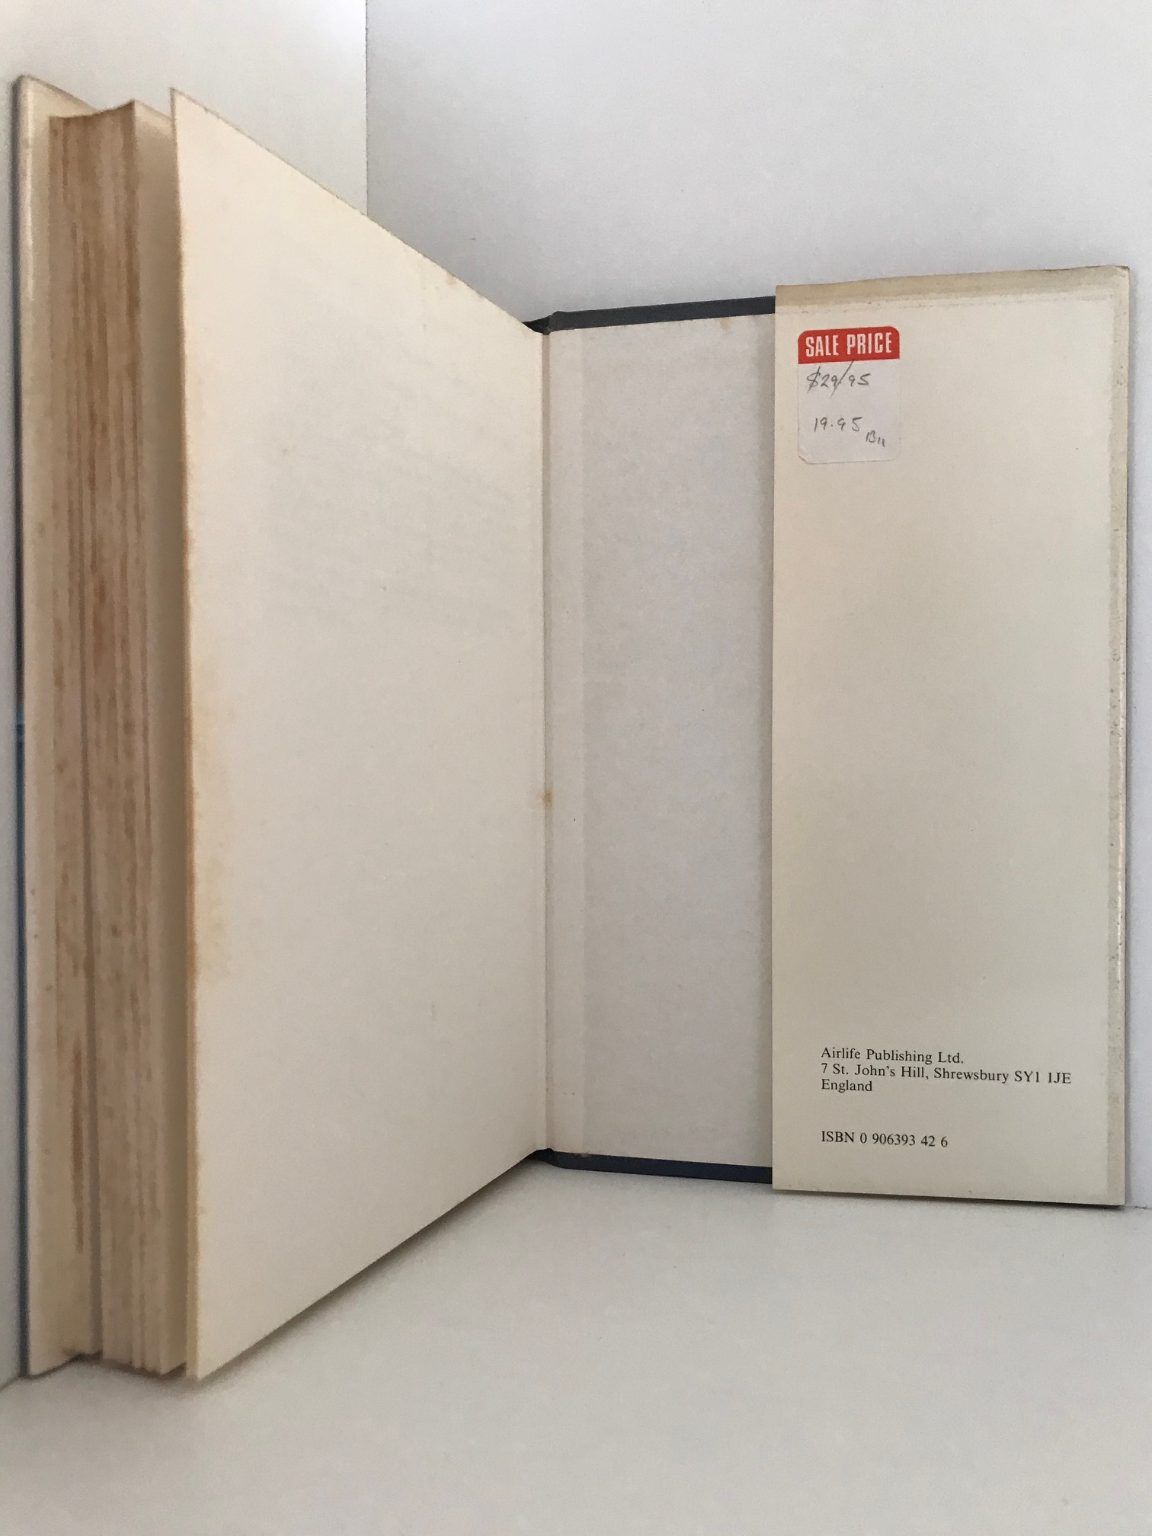 SALE PRICE
$29/95
19.95
Airlife Publishing Ltd.
7 St. John's Hill, Shrewsbury SY1 1JE
England
ISBN 0 906393 42 6